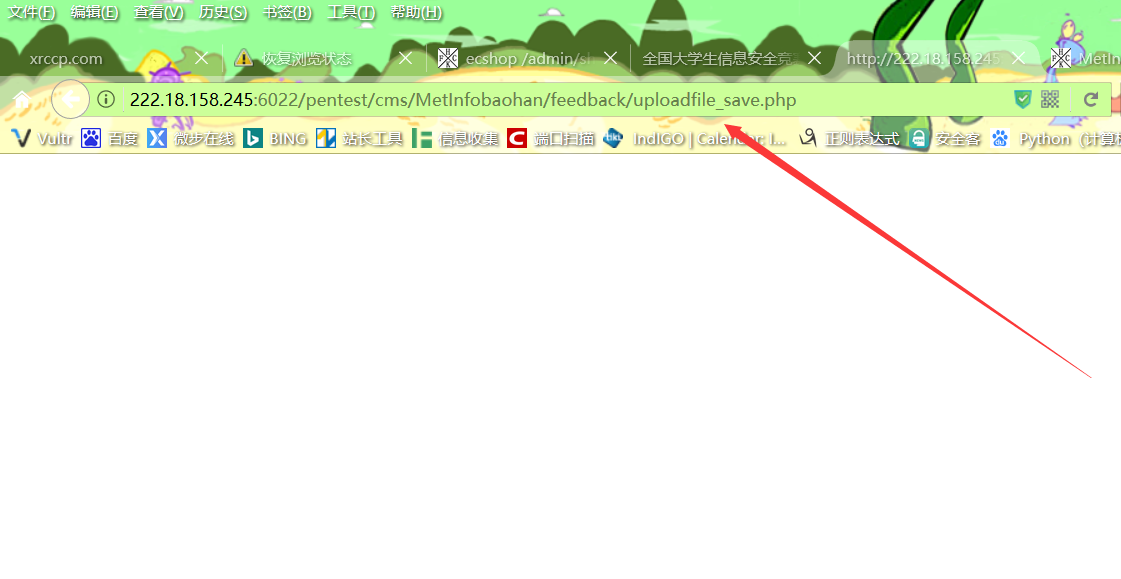 文件(F) 编辑(E) 查看(V) 历史(S) 书签(B) 工具(T) 帮助(H)
xrccp.com 恢复浏览状态 ecshop /admin/sh 全国大学生信息安全竞 http://222.18.158.245 MetIn
222.18.158.245:6022/pentest/cms/MetInfobaohan/feedback/uploadfile_save.php
Vultr 百度 微步在线 BING 站长工具 信息收集 端口扫描 IndIGO | Calendar: I... 正则表达式 安全客 Python (计算机